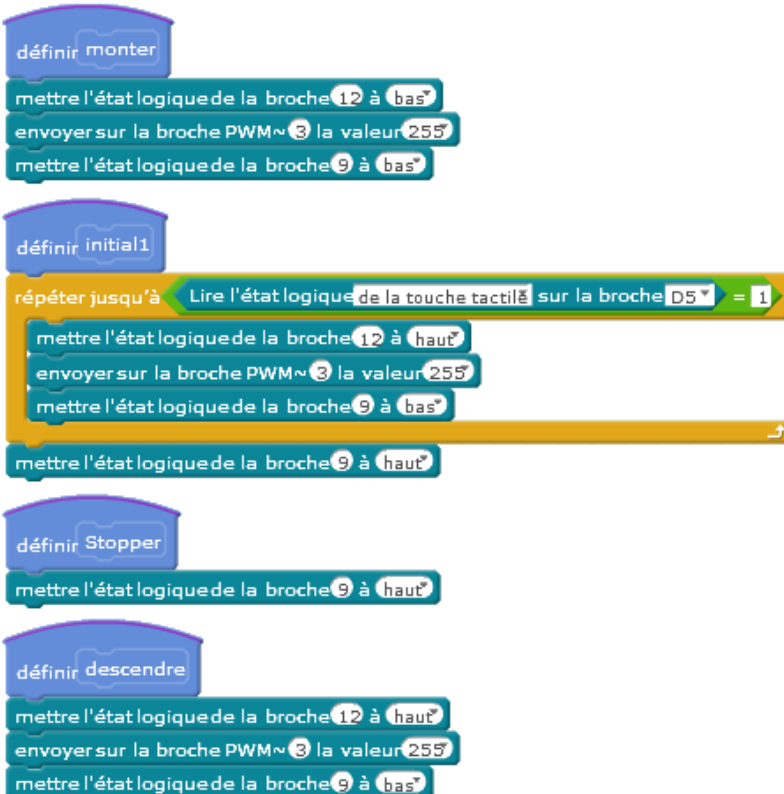 définir monter
mettre l'état logique de la broche 12 à bas
envoyer sur la broche PWM~ 3 la valeur 255
mettre l'état logique de la broche 9 à bas
définir initial1
répéter jusqu'à Lire l'état logique de la touche tactile sur la broche D5 = 1
mettre l'état logique de la broche 12 à haut
envoyer sur la broche PWM~ 3 la valeur 255
mettre l'état logique de la broche 9 à bas
mettre l'état logique de la broche 9 à haut
définir Stopper
mettre l'état logique de la broche 9 à haut
définir descendre
mettre l'état logique de la broche 12 à haut
envoyer sur la broche PWM~ 3 la valeur 255
mettre l'état logique de la broche 9 à bas